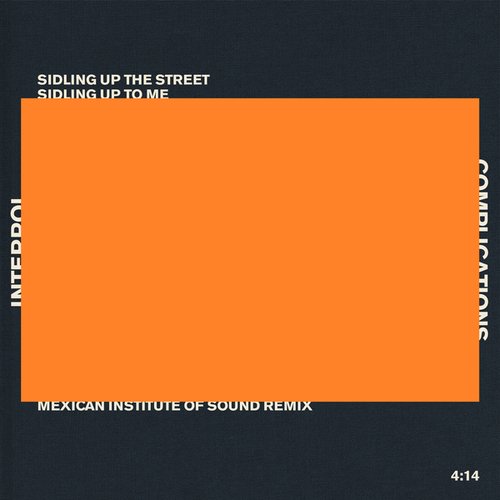 SIDLING UP THE STREET
SIDLING UP TO ME
INTERPOL
COMPLICATIONS
MEXICAN INSTITUTE OF SOUND REMIX
4:14